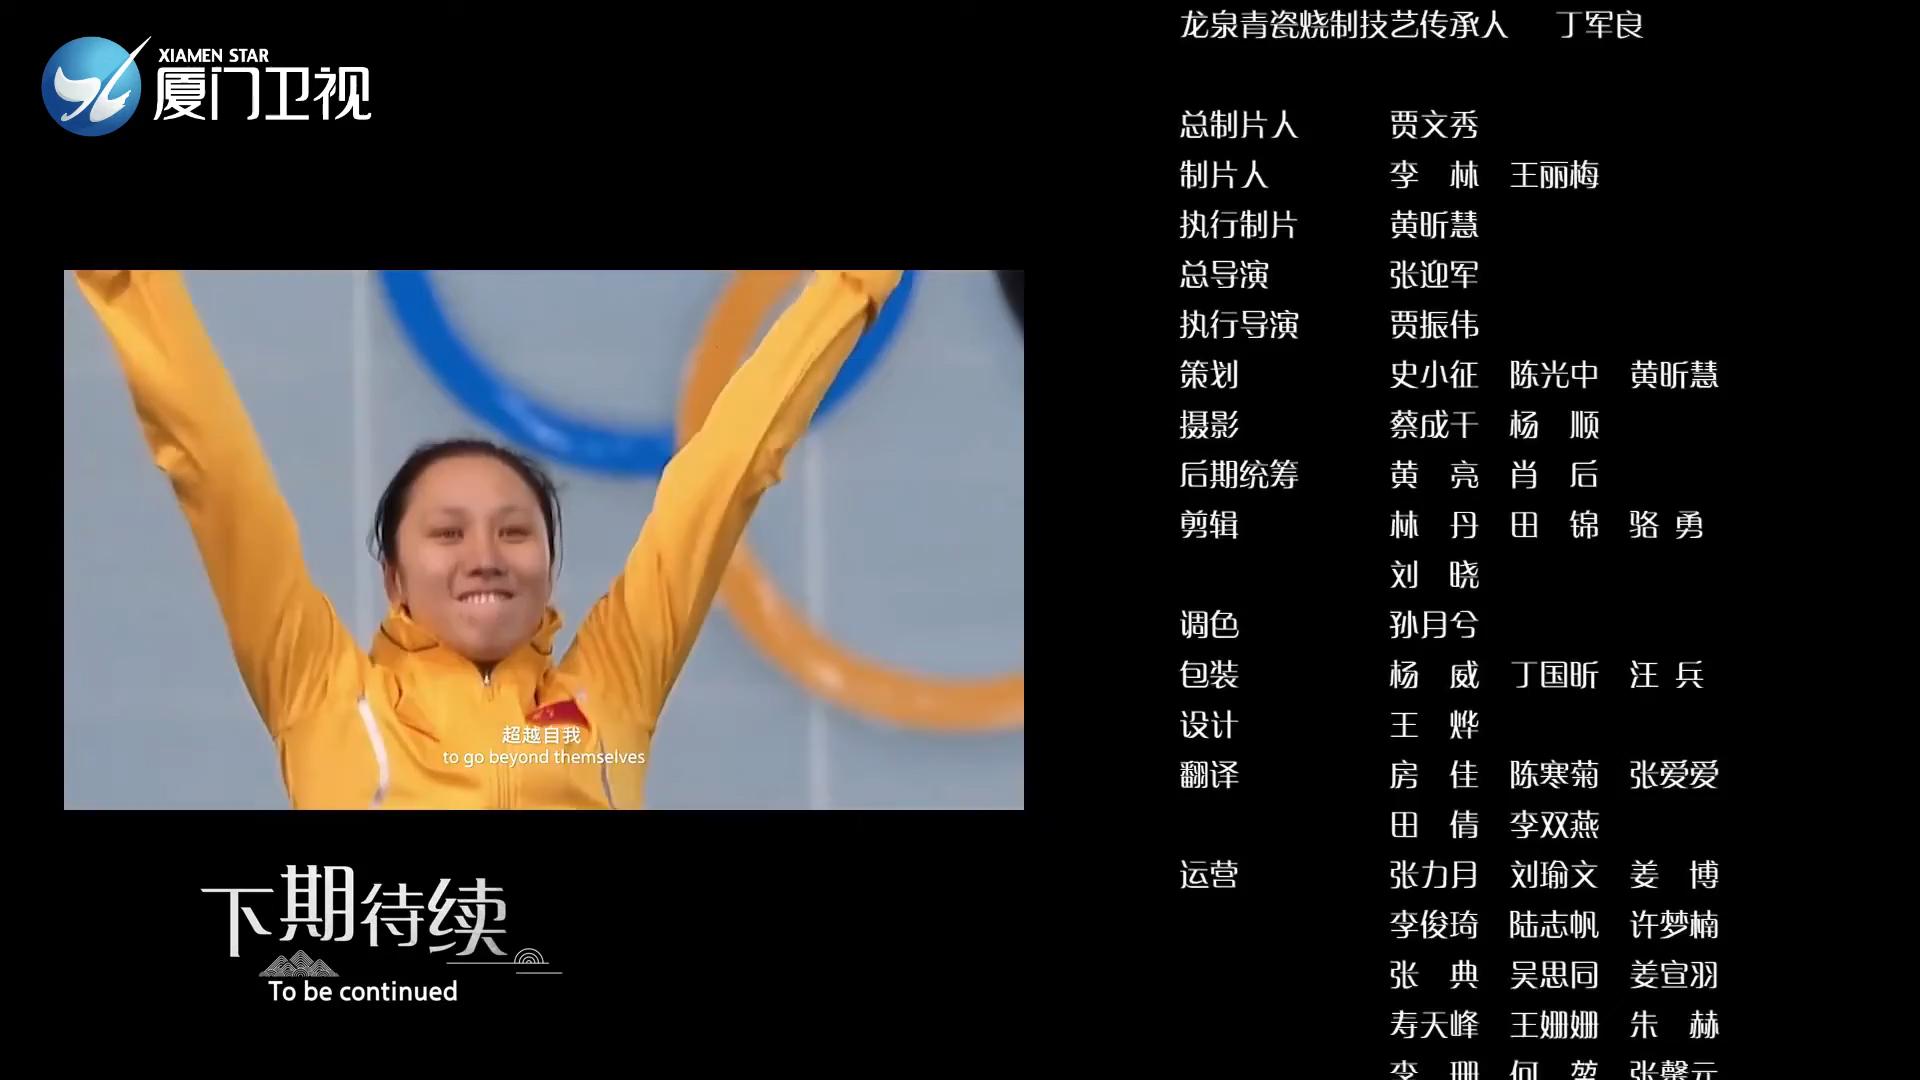 XIAMEN STAR
厦门卫视
龙泉青瓷烧制技艺传承人 丁军良
总制片人 贾文秀
制片人 李 林 王丽梅
执行制片 黄昕慧
总导演 张迎军
执行导演 贾振伟
策划 史小征 陈光中 黄昕慧
摄影 蔡成干 杨 顺
后期统筹 黄 亮 肖 后
剪辑 林 丹 田 锦 骆 勇
刘 晓
调色 孙月兮
包装 杨 威 丁国昕 汪 兵
设计 王 烨
翻译 房 佳 陈寒菊 张爱爱
田 倩 李双燕
运营 张力月 刘瑜文 姜 博
李俊琦 陆志帆 许梦楠
张 典 吴思同 姜宣羽
寿天峰 王姗姗 朱 赫
李 珊 何 堃 张馨元
超越自我
to go beyond themselves
下期待续
To be continued